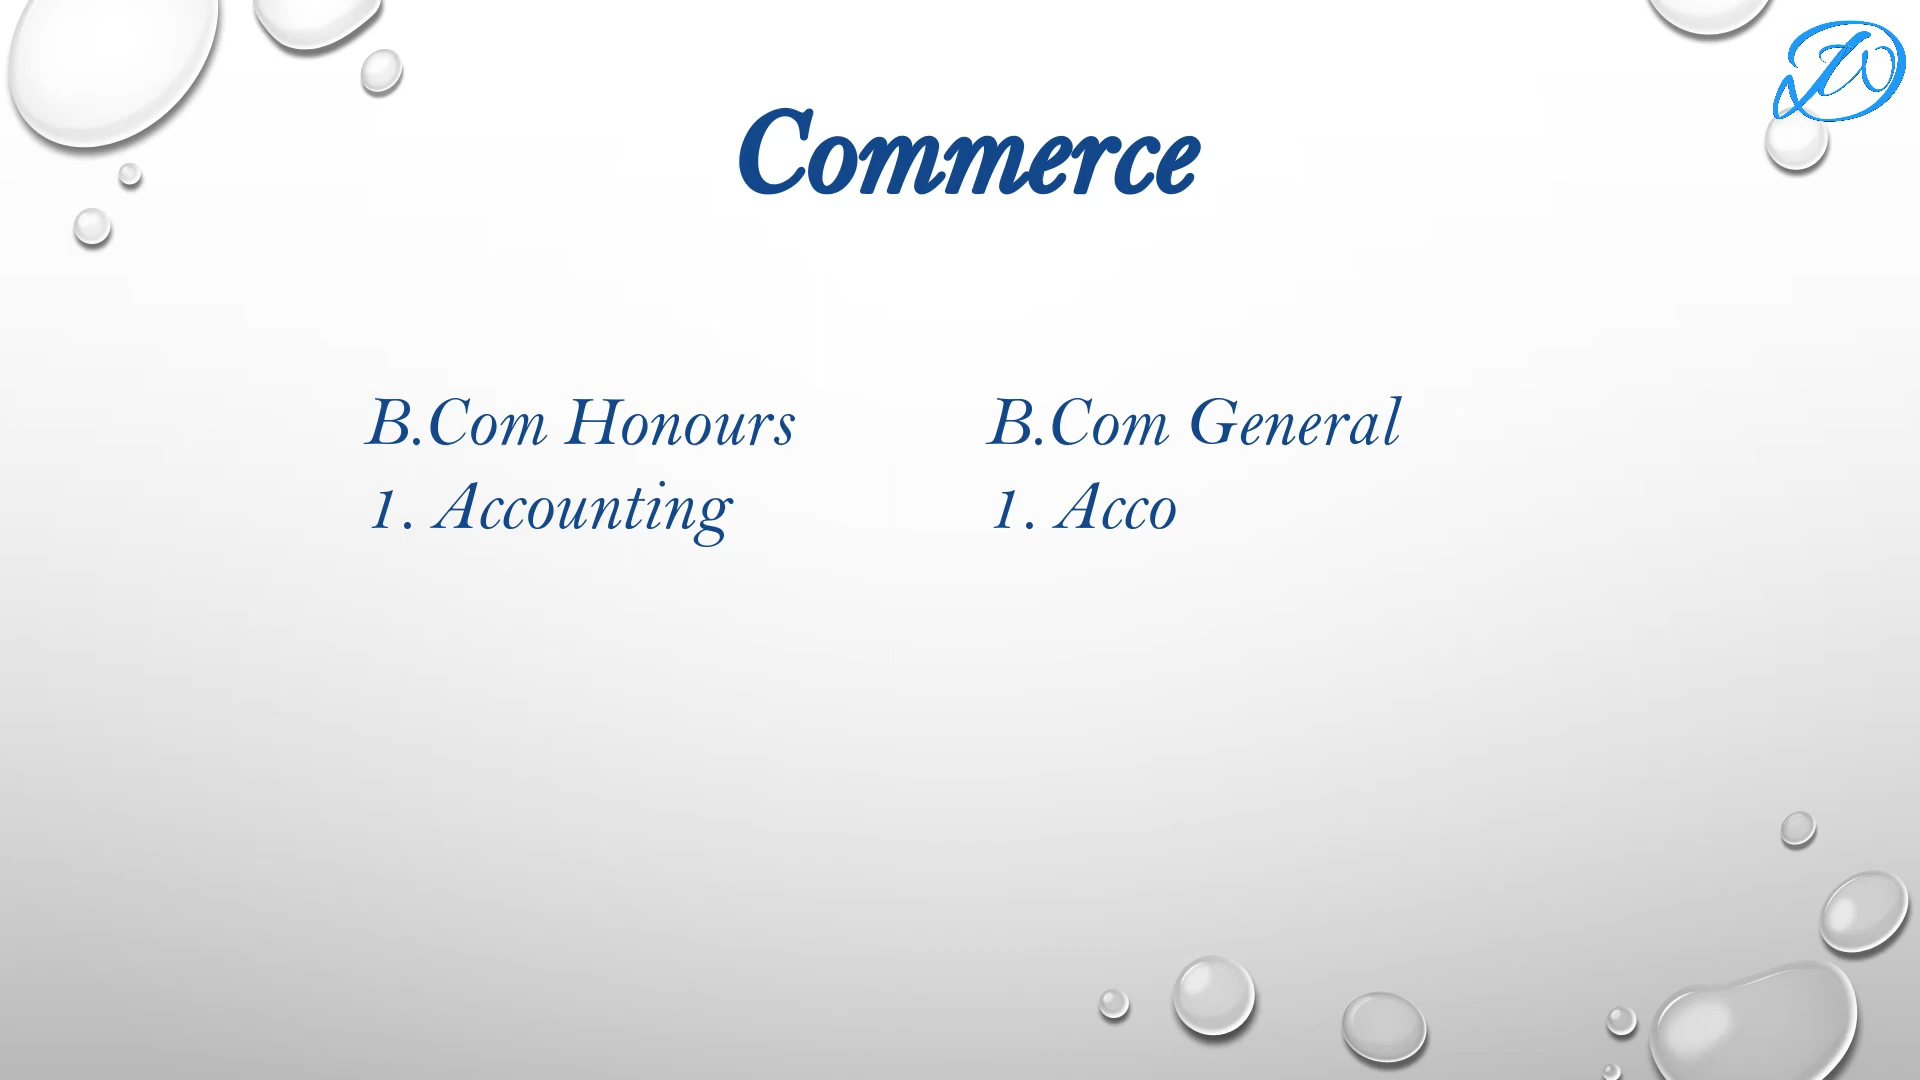 Commerce
B.Com Honours
1. Accounting
B.Com General
1. Acco